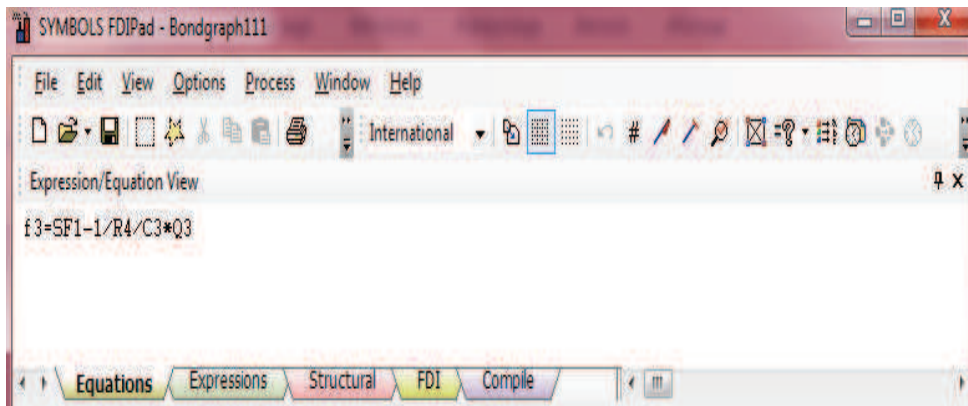 SYMBOLS FDIPad - Bondgraph111
File Edit View Options Process Window Help
International
Expression/Equation View
f3=SF1-1/R4/C3*Q3
Equations Expressions Structural FDI Compile